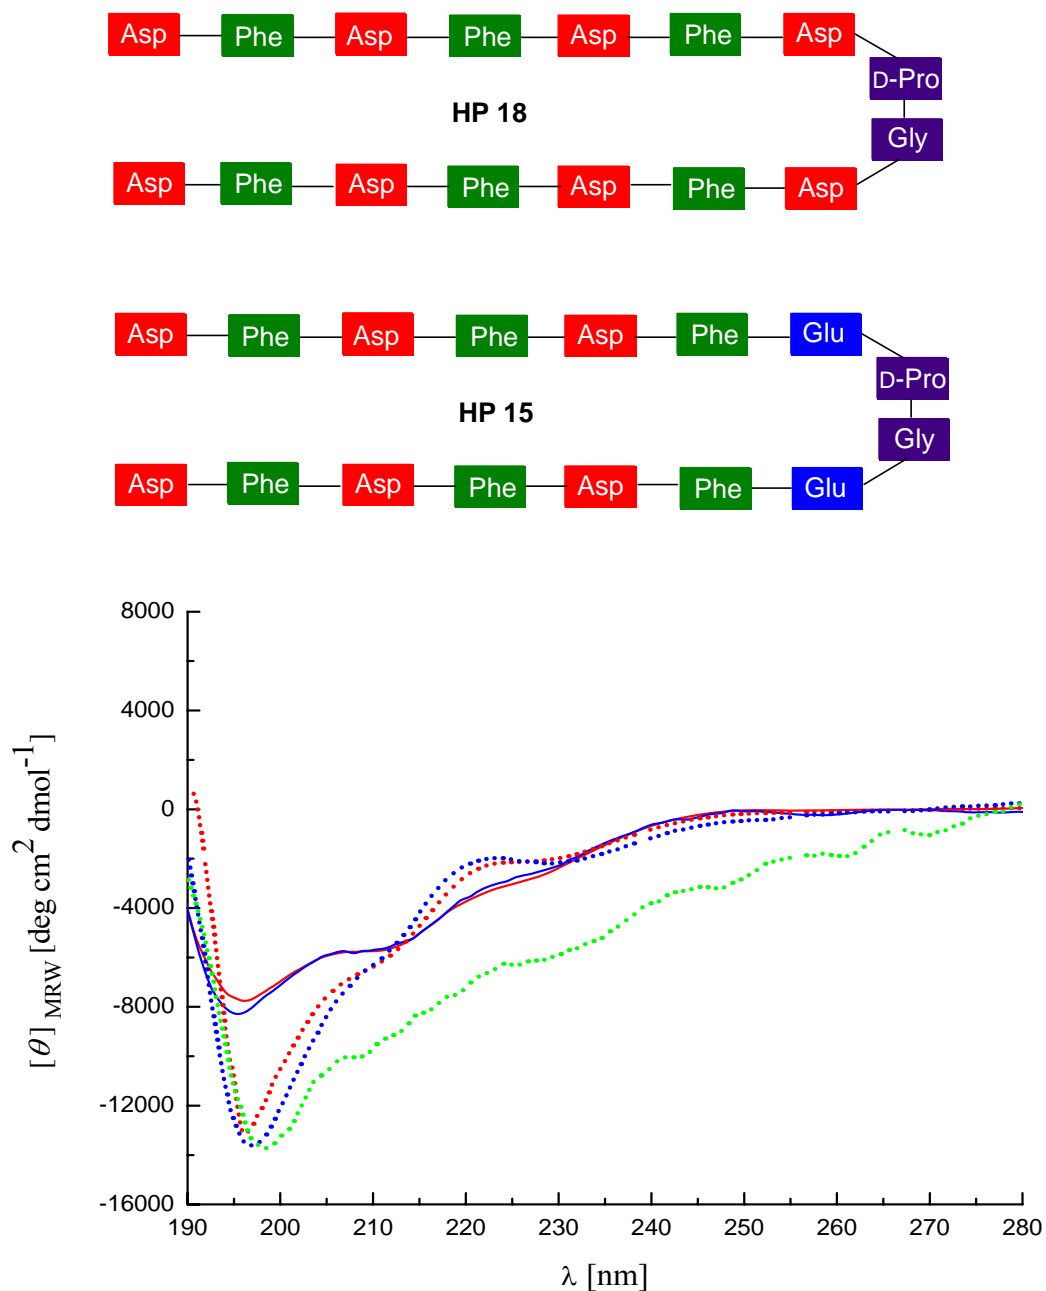 Asp Phe Asp Phe Asp Phe Asp
D-Pro
HP 18
Gly
Asp Phe Asp Phe Asp Phe Asp
Asp Phe Asp Phe Asp Phe Glu
D-Pro
HP 15
Gly
Asp Phe Asp Phe Asp Phe Glu
8000
4000
0
-4000
-8000
-12000
-16000
[θ] MRW [deg cm2 dmol-1]
190 200 210 220 230 240 250 260 270 280
λ [nm]